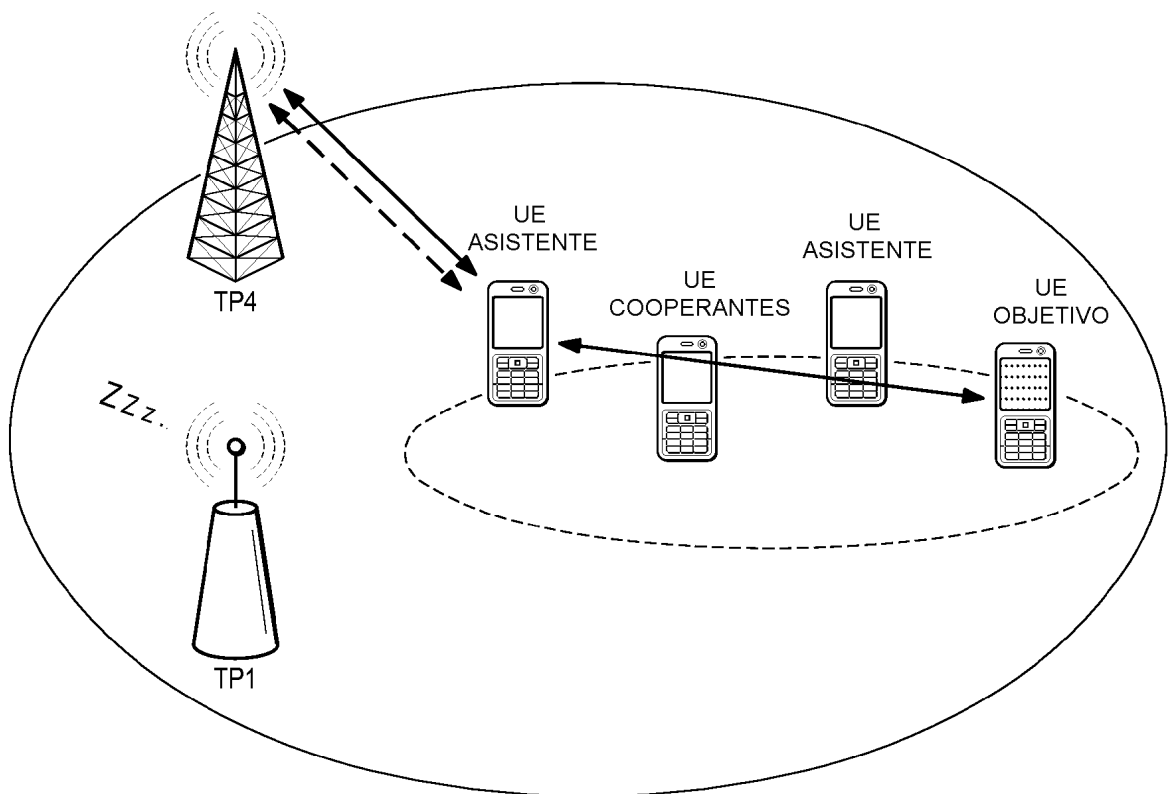 UE
ASISTENTE
UE
ASISTENTE
UE
COOPERANTES
UE
OBJETIVO
TP4
ZZz.
TP1